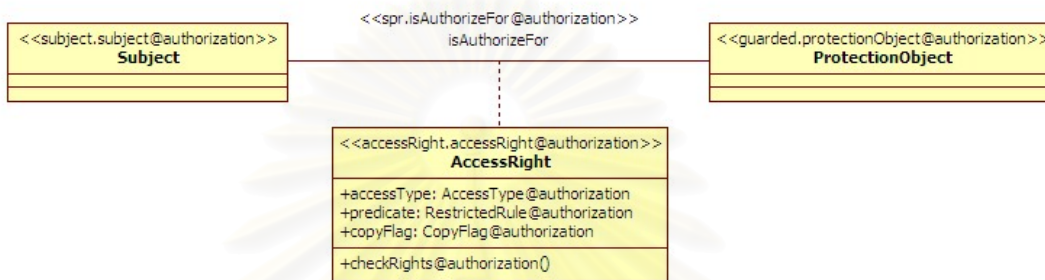 <<spr.isAuthorizeFor@authorization>>
isAuthorizeFor
<<subject.subject@authorization>>
Subject
<<guarded.protectionObject@authorization>>
ProtectionObject
<<accessRight.accessRight@authorization>>
AccessRight
+accessType: AccessType@authorization
+predicate: RestrictedRule@authorization
+copyFlag: CopyFlag@authorization
+checkRights@authorization()